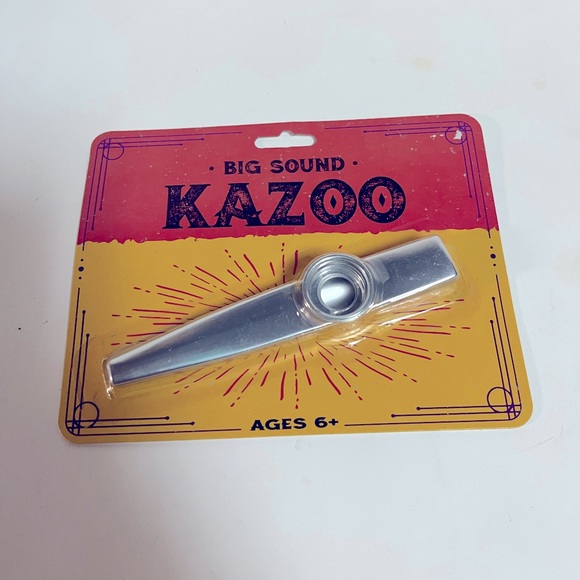 · BIG SOUND ·
KAZOO
AGES 6+